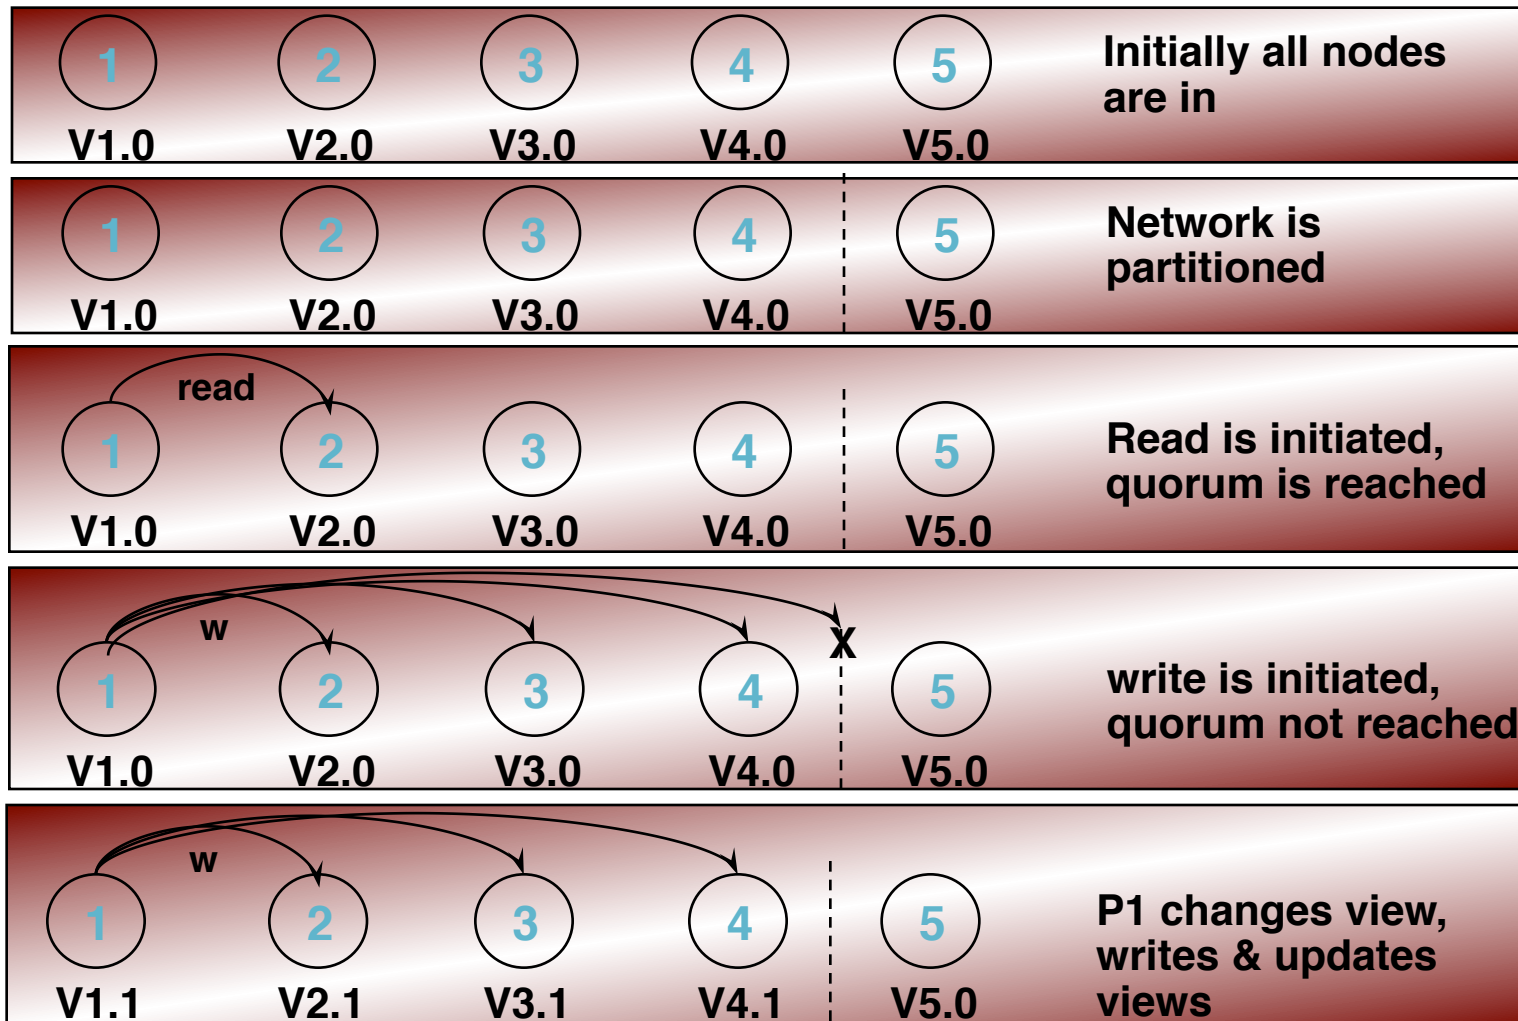 1 2 3 4 5
V1.0 V2.0 V3.0 V4.0 V5.0
Initially all nodes
are in
1 2 3 4 5
V1.0 V2.0 V3.0 V4.0 V5.0
Network is
partitioned
read
1 2 3 4 5
V1.0 V2.0 V3.0 V4.0 V5.0
Read is initiated,
quorum is reached
w
X
1 2 3 4 5
V1.0 V2.0 V3.0 V4.0 V5.0
write is initiated,
quorum not reached
w
1 2 3 4 5
V1.1 V2.1 V3.1 V4.1 V5.0
P1 changes view,
writes & updates
views